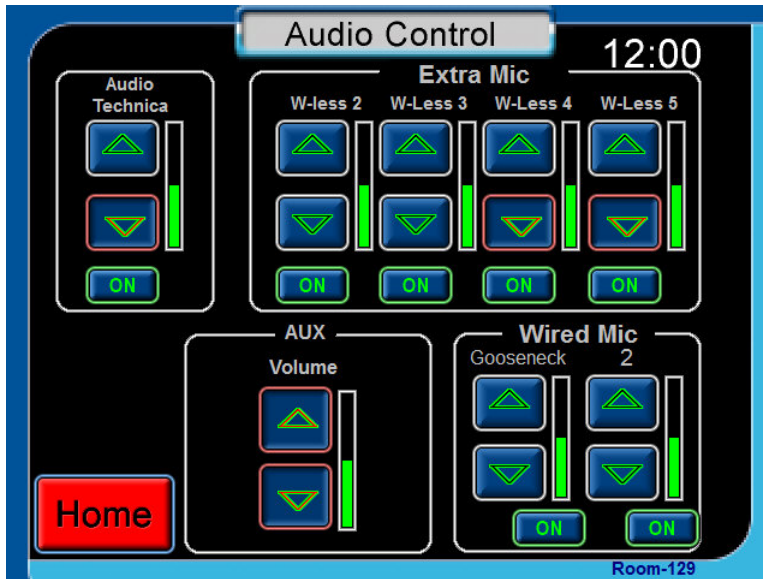 Audio Control
12:00
Audio
Technica
ON
Extra Mic
W-less 2 W-Less 3 W-Less 4 W-Less 5
ON ON ON ON
AUX
Volume
Wired Mic
Gooseneck 2
ON ON
Home
Room-129